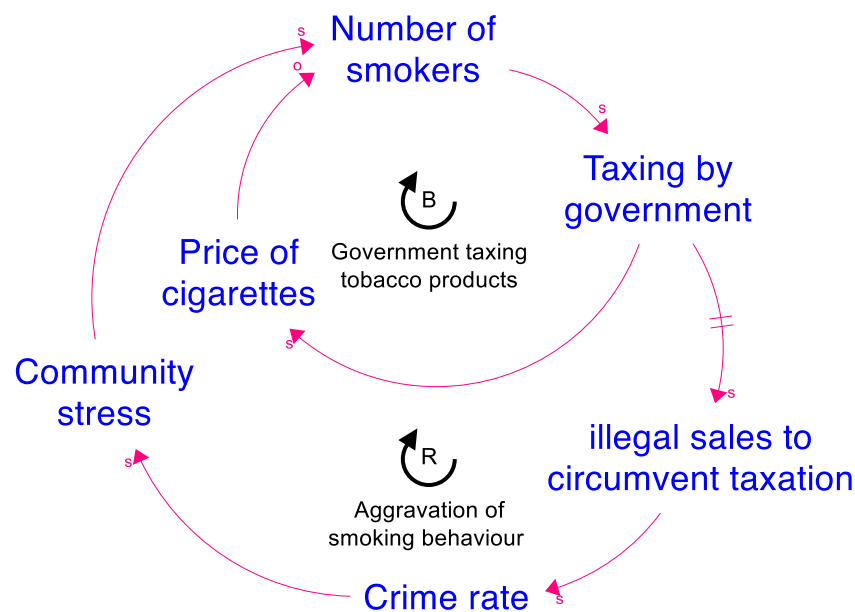 Number of
smokers
s
o
s
Taxing by
government
B
Government taxing
tobacco products
Price of
cigarettes
s
Community
stress
s
illegal sales to
circumvent taxation
R
Aggravation of
smoking behaviour
s
Crime rate
s